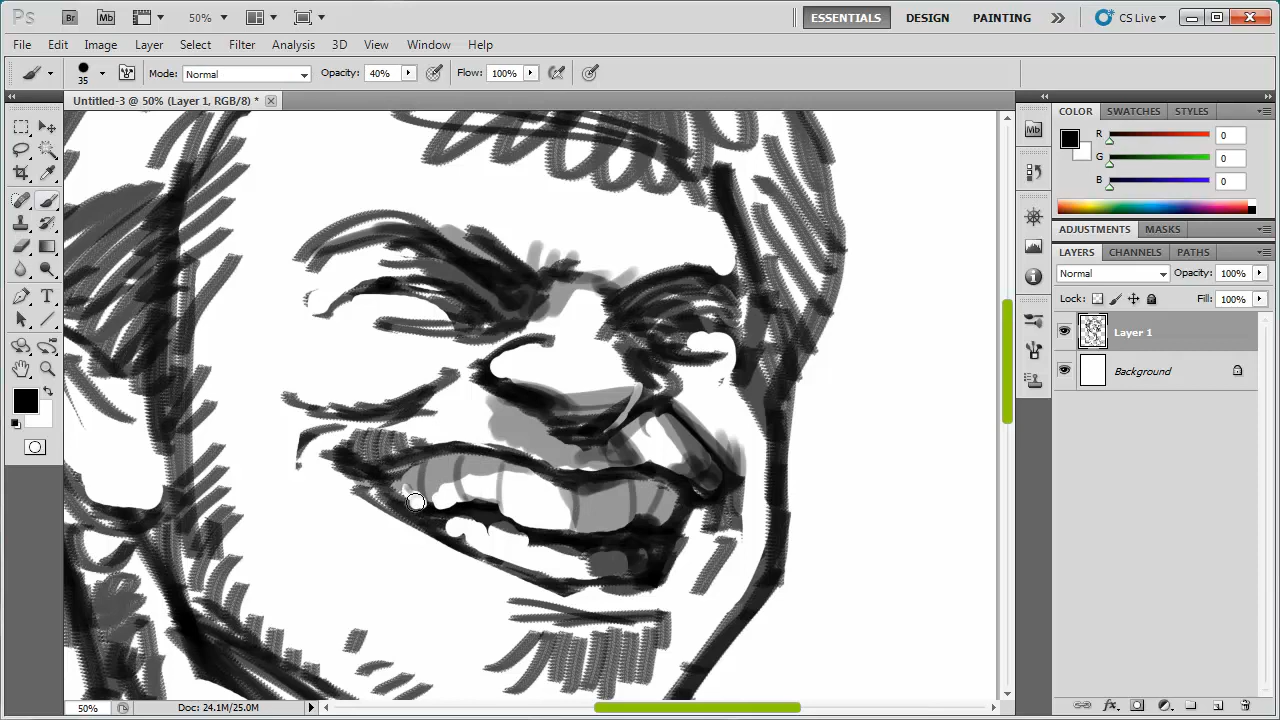 Ps Br Mb 50% ESSENTIALS DESIGN PAINTING CS Live
File Edit Image Layer Select Filter Analysis 3D View Window Help
35 Mode: Normal Opacity: 40% Flow: 100%
Untitled-3 @ 50% (Layer 1, RGB/8) *
COLOR SWATCHES STYLES
Mb
R 0
G 0
B 0
ADJUSTMENTS MASKS
LAYERS CHANNELS PATHS
Normal Opacity: 100%
Lock: Fill: 100%
Layer 1
Background
50% Doc: 24.1M/25.0M